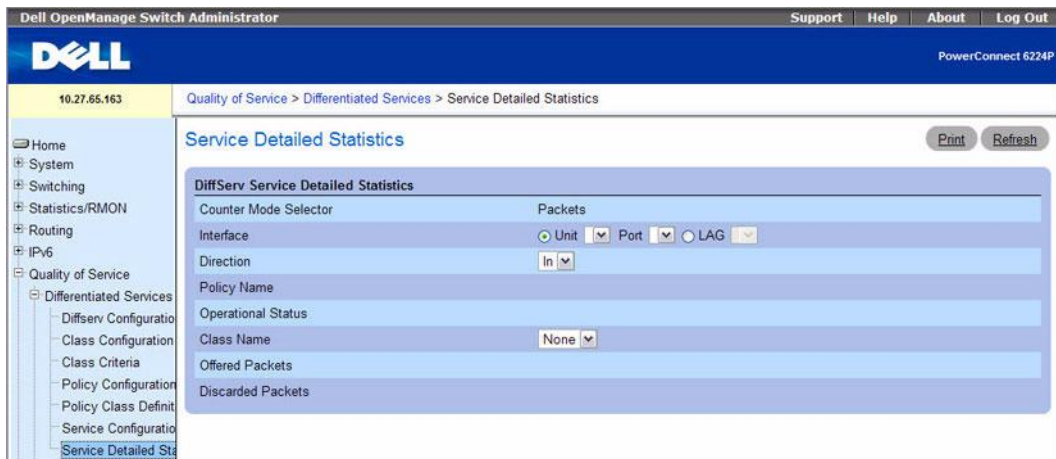 Dell OpenManage Switch Administrator
Support Help About Log Out
DELL
PowerConnect 6224P
10.27.65.163
Quality of Service > Differentiated Services > Service Detailed Statistics
Home
System
Switching
Statistics/RMON
Routing
IPv6
Quality of Service
Differentiated Services
Diffserv Configuratio
Class Configuration
Class Criteria
Policy Configuration
Policy Class Definit
Service Configuratio
Service Detailed Sta
Service Detailed Statistics
Print Refresh
DiffServ Service Detailed Statistics
Counter Mode Selector Packets
Interface Unit Port LAG
Direction In
Policy Name
Operational Status
Class Name None
Offered Packets
Discarded Packets